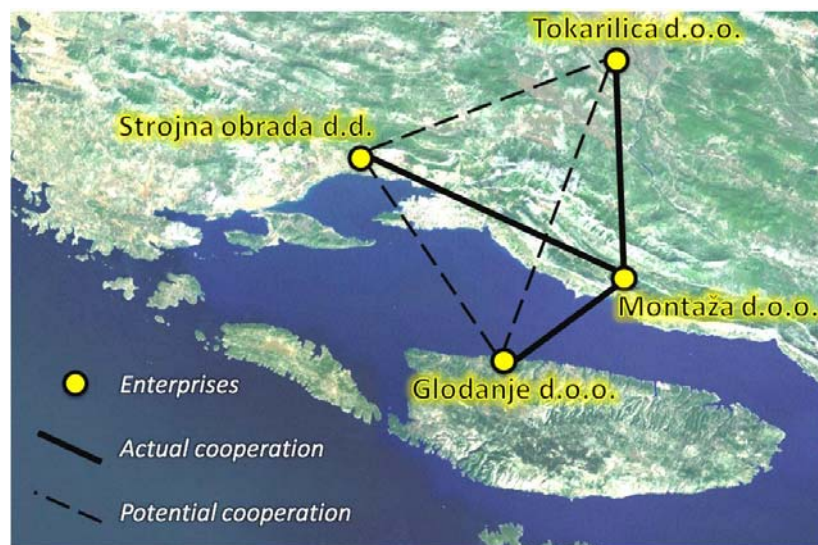 Tokarilica d.o.o.
Strojna obrada d.d.
Montaža d.o.o.
Glodanje d.o.o.
Enterprises
Actual cooperation
Potential cooperation